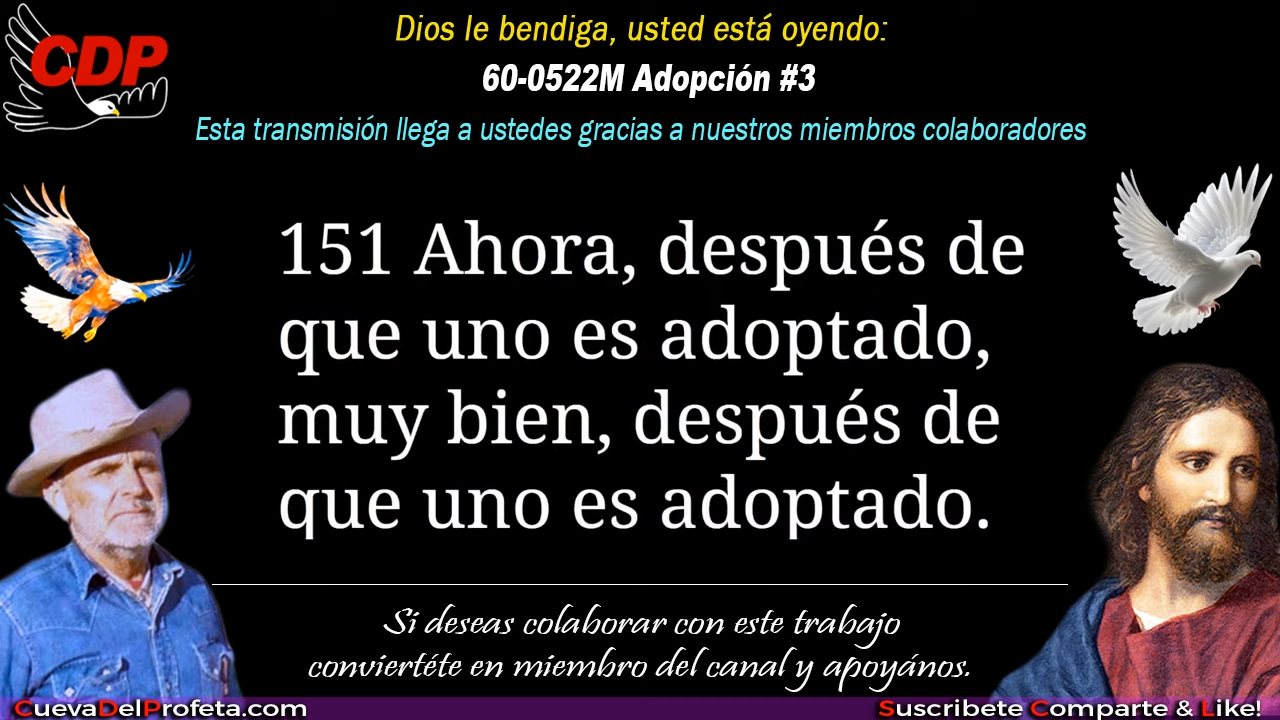 CDP
Dios le bendiga, usted está oyendo:
60-0522M Adopción #3
Esta transmisión llega a ustedes gracias a nuestros miembros colaboradores
151 Ahora, después de
que uno es adoptado,
muy bien, después de
que uno es adoptado.
Si deseas colaborar con este trabajo
conviertéte en miembro del canal y apoyános.
CuevaDelProfeta.com
Suscribete Comparte & Like!